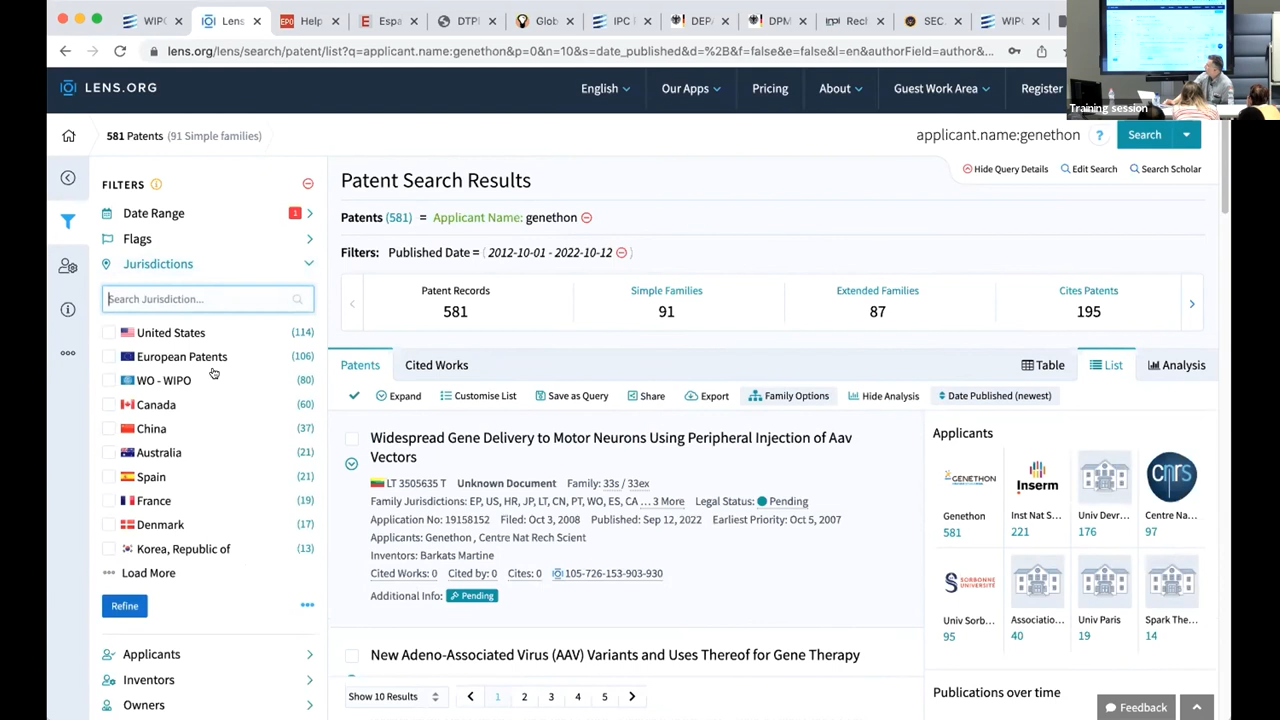 WIPO
Lens
EPO
Help
Espa
Glob
IPC
DEP
DPM
Recl
SEC
WIPO
lens.org/lens/search/patent/list?q=applicant.name:genethon&p=0&n=10&s=date_published&d=%2B&f=false&e=false&l=en&authorField=author&...
LENS.ORG
English
Our Apps
Pricing
About
Guest Work Area
Register
Training session
581 Patents (91 Simple families)
applicant.name:genethon
?
Search
FILTERS
Hide Query Details
Edit Search
Search Scholar
Date Range
1
Flags
Jurisdictions
Search Jurisdiction...
United States (114)
European Patents (106)
WO - WIPO (80)
Canada (60)
China (37)
Australia (21)
Spain (21)
France (19)
Denmark (17)
Korea, Republic of (13)
Load More
Refine
Applicants
Inventors
Owners
Patent Search Results
Patents (581) = Applicant Name: genethon
Filters: Published Date = ( 2012-10-01 - 2022-10-12 )
Patent Records
581
Simple Families
91
Extended Families
87
Cites Patents
195
Patents
Cited Works
Table
List
Analysis
Expand
Customise List
Save as Query
Share
Export
Family Options
Hide Analysis
Date Published (newest)
Widespread Gene Delivery to Motor Neurons Using Peripheral Injection of Aav
Vectors
Unknown Document Family: 33s / 33ex
Family Jurisdictions: EP, US, HR, JP, LT, CN, PT, WO, ES, CA ... 3 More Legal Status: Pending
Application No: 19158152 Filed: Oct 3, 2008 Published: Sep 12, 2022 Earliest Priority: Oct 5, 2007
Applicants: Genethon , Centre Nat Rech Scient
Inventors: Barkats Martine
Cited Works: 0 Cited by: 0 Cites: 0 105-726-153-903-930
Additional Info: Pending
New Adeno-Associated Virus (AAV) Variants and Uses Thereof for Gene Therapy
Show 10 Results
1 2 3 4 5
Applicants
GENETHON
Inserm
cnrs
Genethon
581
Inst Nat S...
221
Univ Devr...
176
Centre Na...
97
SORBONNE
UNIVERSITÉ
Univ Sorb...
95
Associatio...
40
Univ Paris
19
Spark The...
14
Publications over time
Feedback